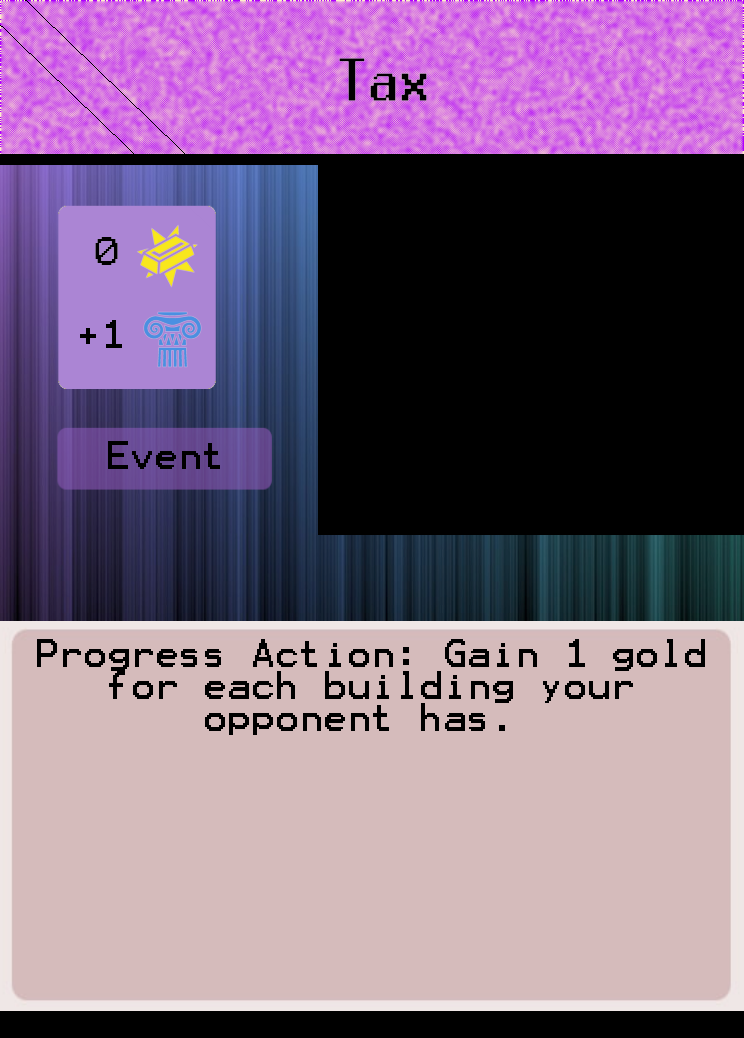 Tax
0
+1
Event
Progress Action: Gain 1 gold
for each building your
opponent has.